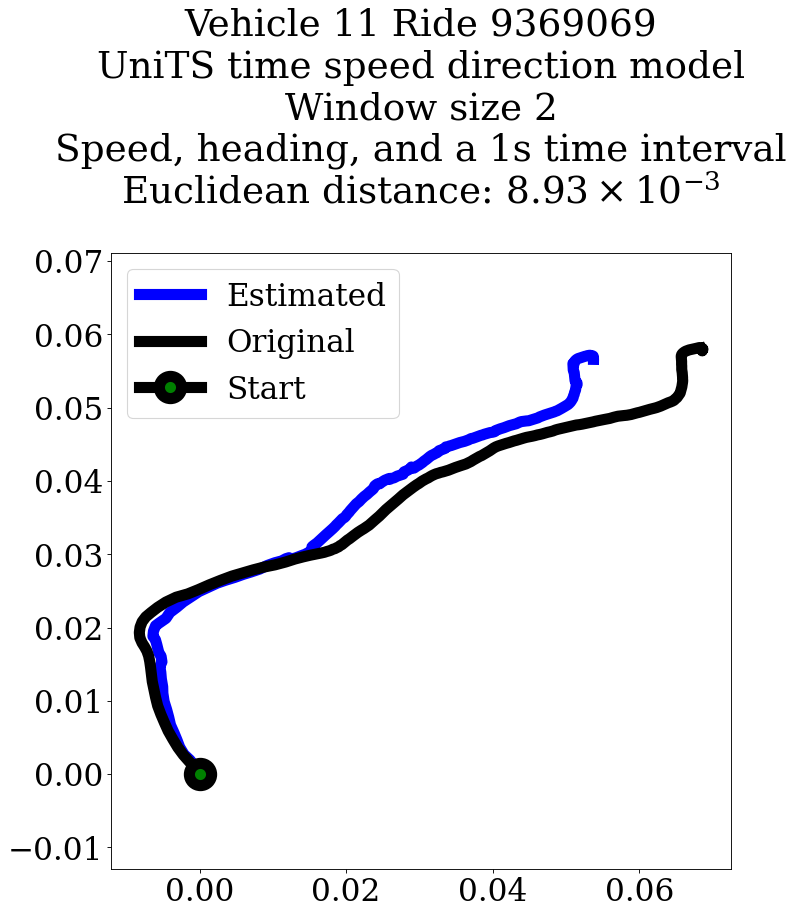 Vehicle 11 Ride 9369069
UniTS time speed direction model
Window size 2
Speed, heading, and a 1s time interval
Euclidean distance: 8.93 × 10⁻³
Estimated
Original
Start
0.07
0.06
0.05
0.04
0.03
0.02
0.01
0.00
−0.01
0.00 0.02 0.04 0.06